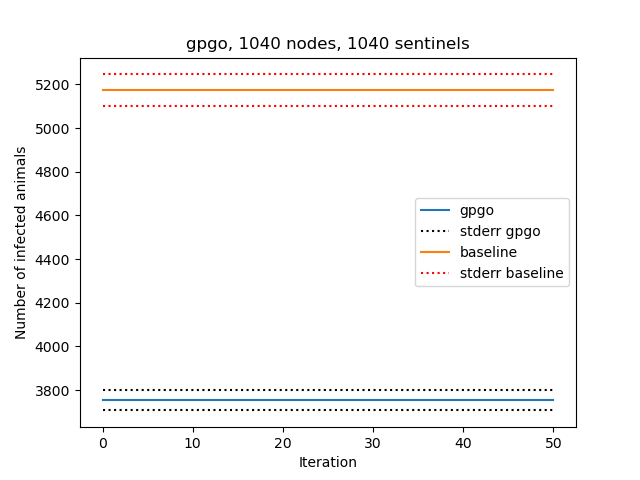 gpgo, 1040 nodes, 1040 sentinels
Number of infected animals
5200
5000
4800
4600
4400
4200
4000
3800
gpgo
stderr gpgo
baseline
stderr baseline
0 10 20 30 40 50
Iteration